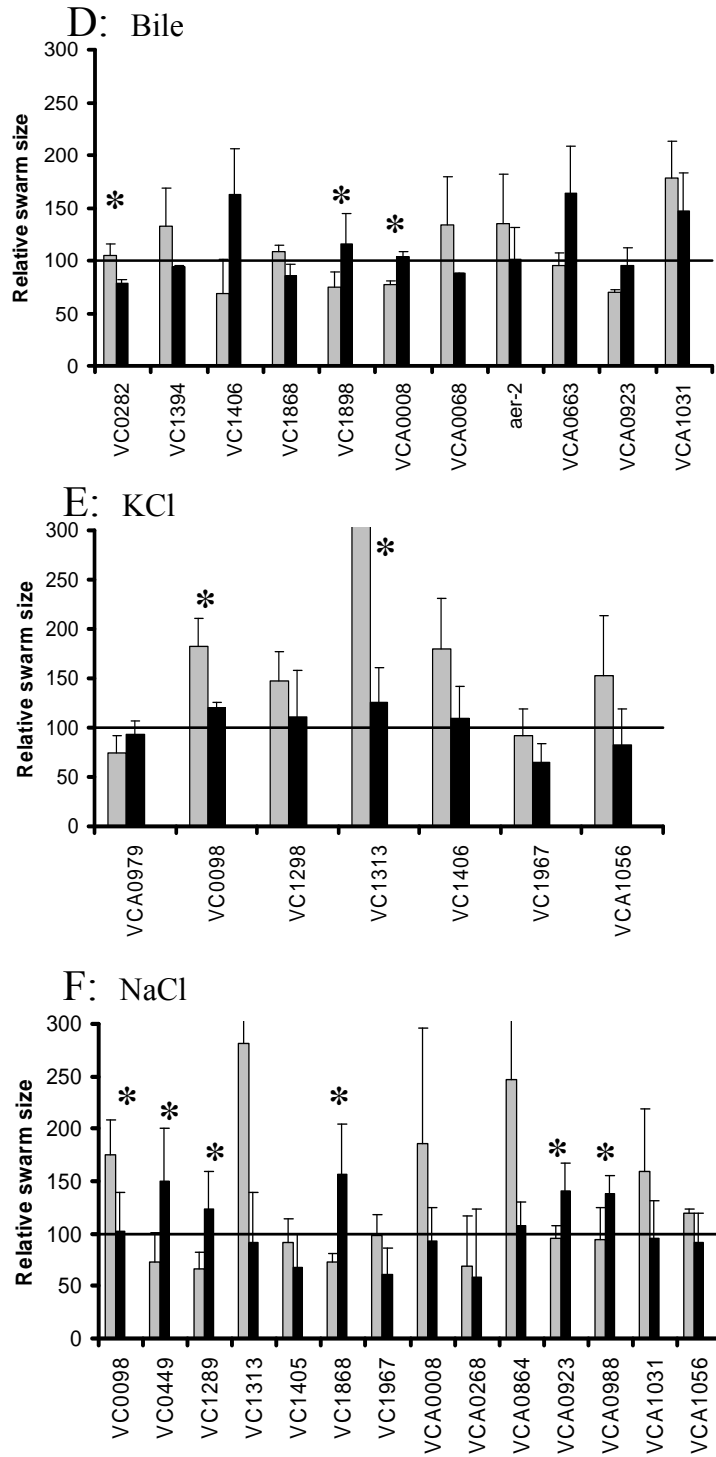 D: Bile
300
250
200
150
100
50
0
Relative swarm size
* * *
VC0282 VC1394 VC1406 VC1868 VC1898 VCA0008 VCA0068 aer-2 VCA0663 VCA0923 VCA1031
E: KCl
300
250
200
150
100
50
0
Relative swarm size
* *
VCA0979 VC0098 VC1298 VC1313 VC1406 VC1967 VCA1056
F: NaCl
300
250
200
150
100
50
0
Relative swarm size
* * * * * *
VC0098 VC0449 VC1289 VC1313 VC1405 VC1868 VC1967 VCA0008 VCA0268 VCA0864 VCA0923 VCA0988 VCA1031 VCA1056